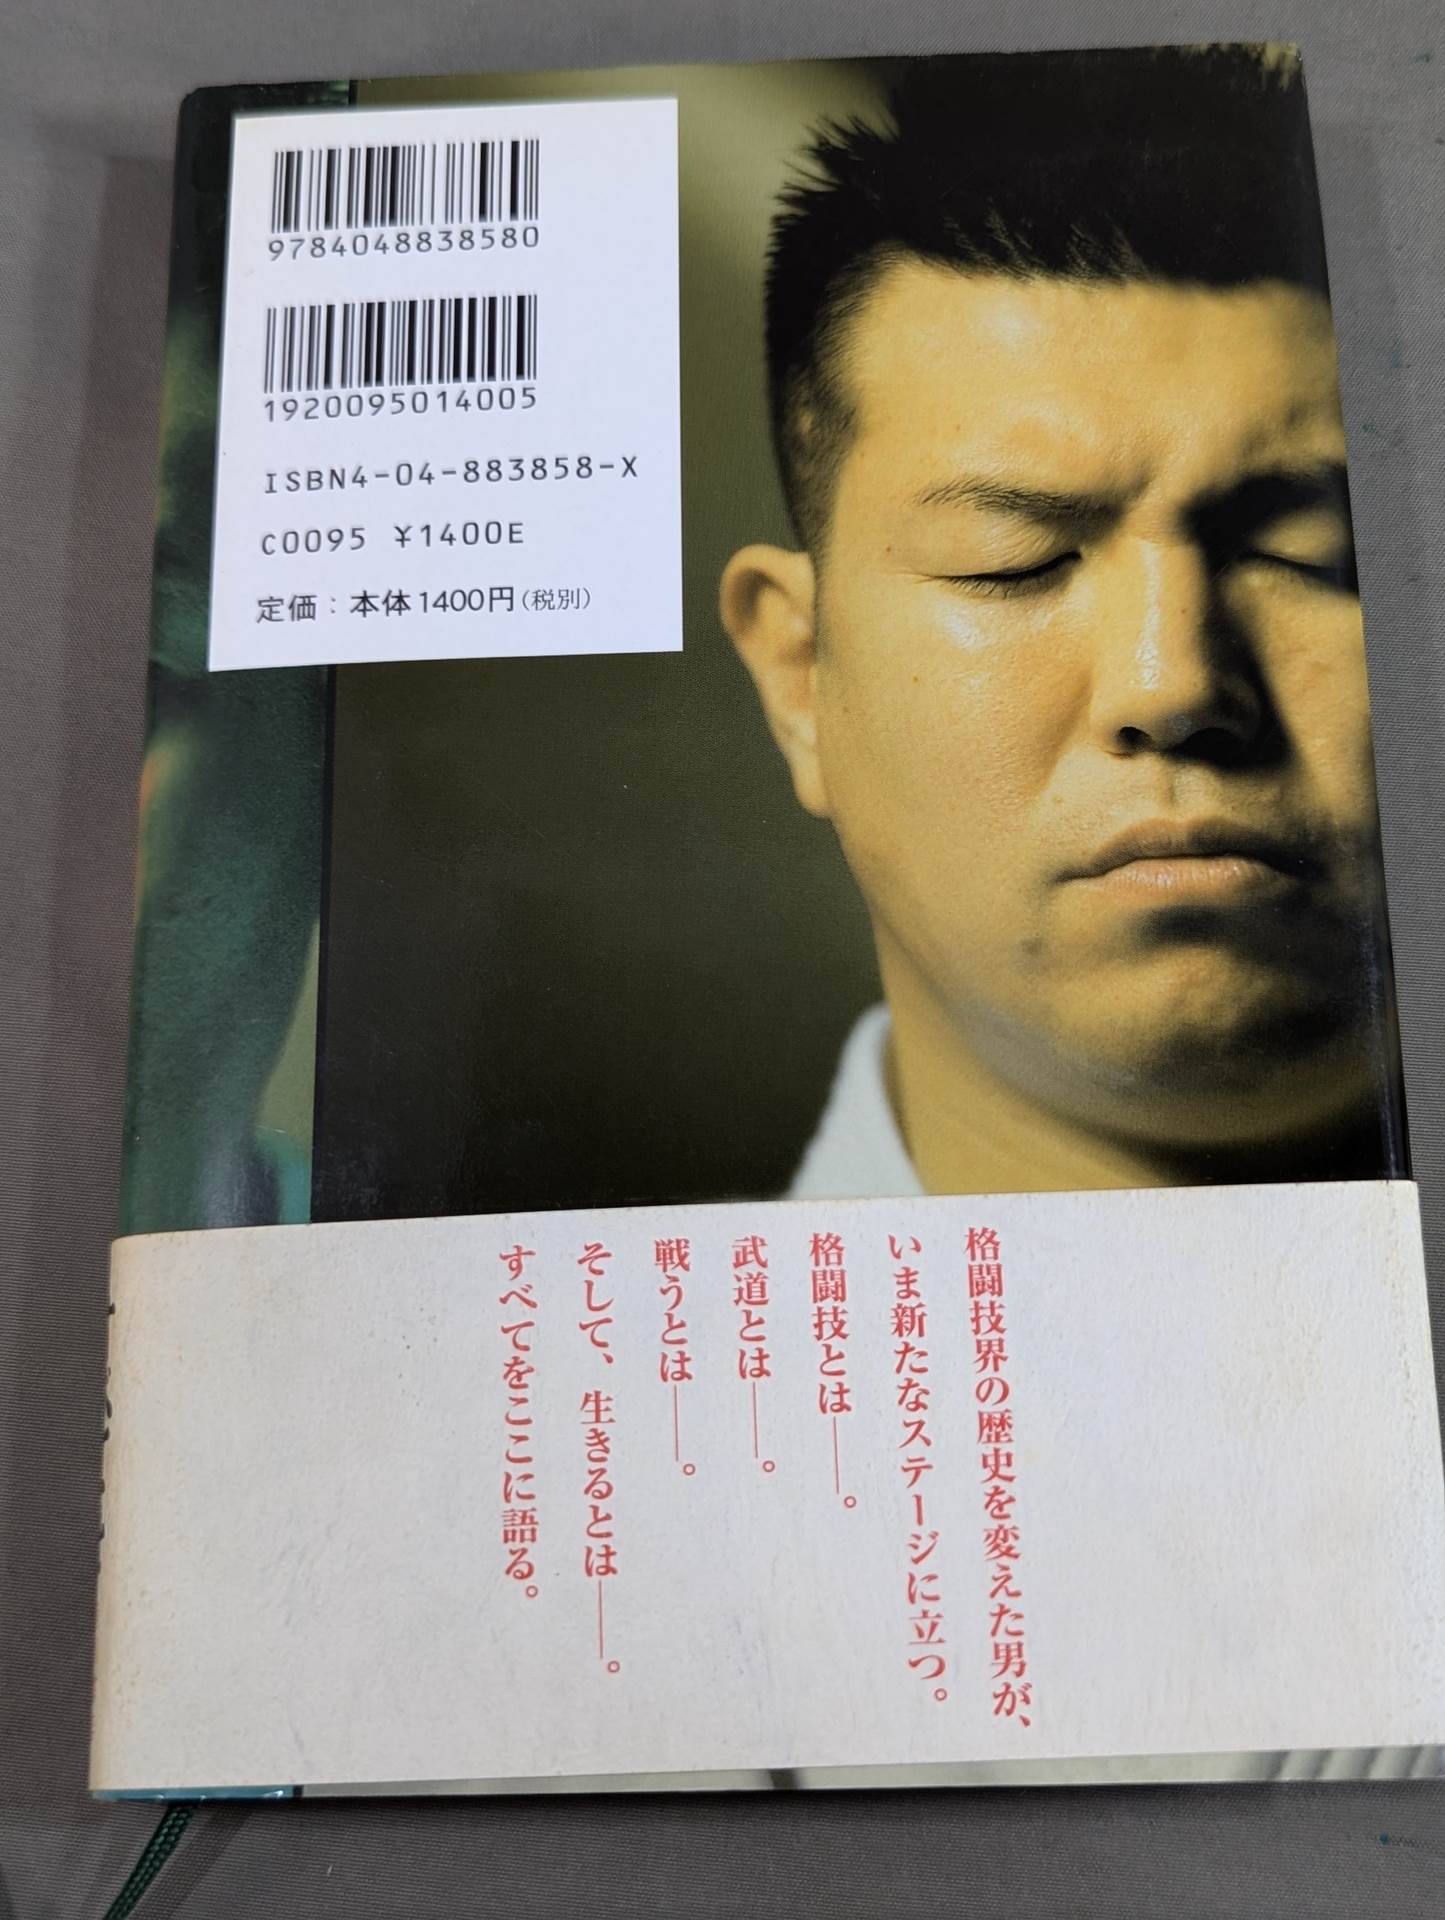 9784048838580
1920095014005
ISBN4-04-883858-X
C0095 ¥1400E
定価：本体1400円（税別）
格闘技界の歴史を変えた男が、
いま新たなステージに立つ。
格闘技とは――。
武道とは――。
戦うとは――。
そして、生きるとは――。
すべてをここに語る。